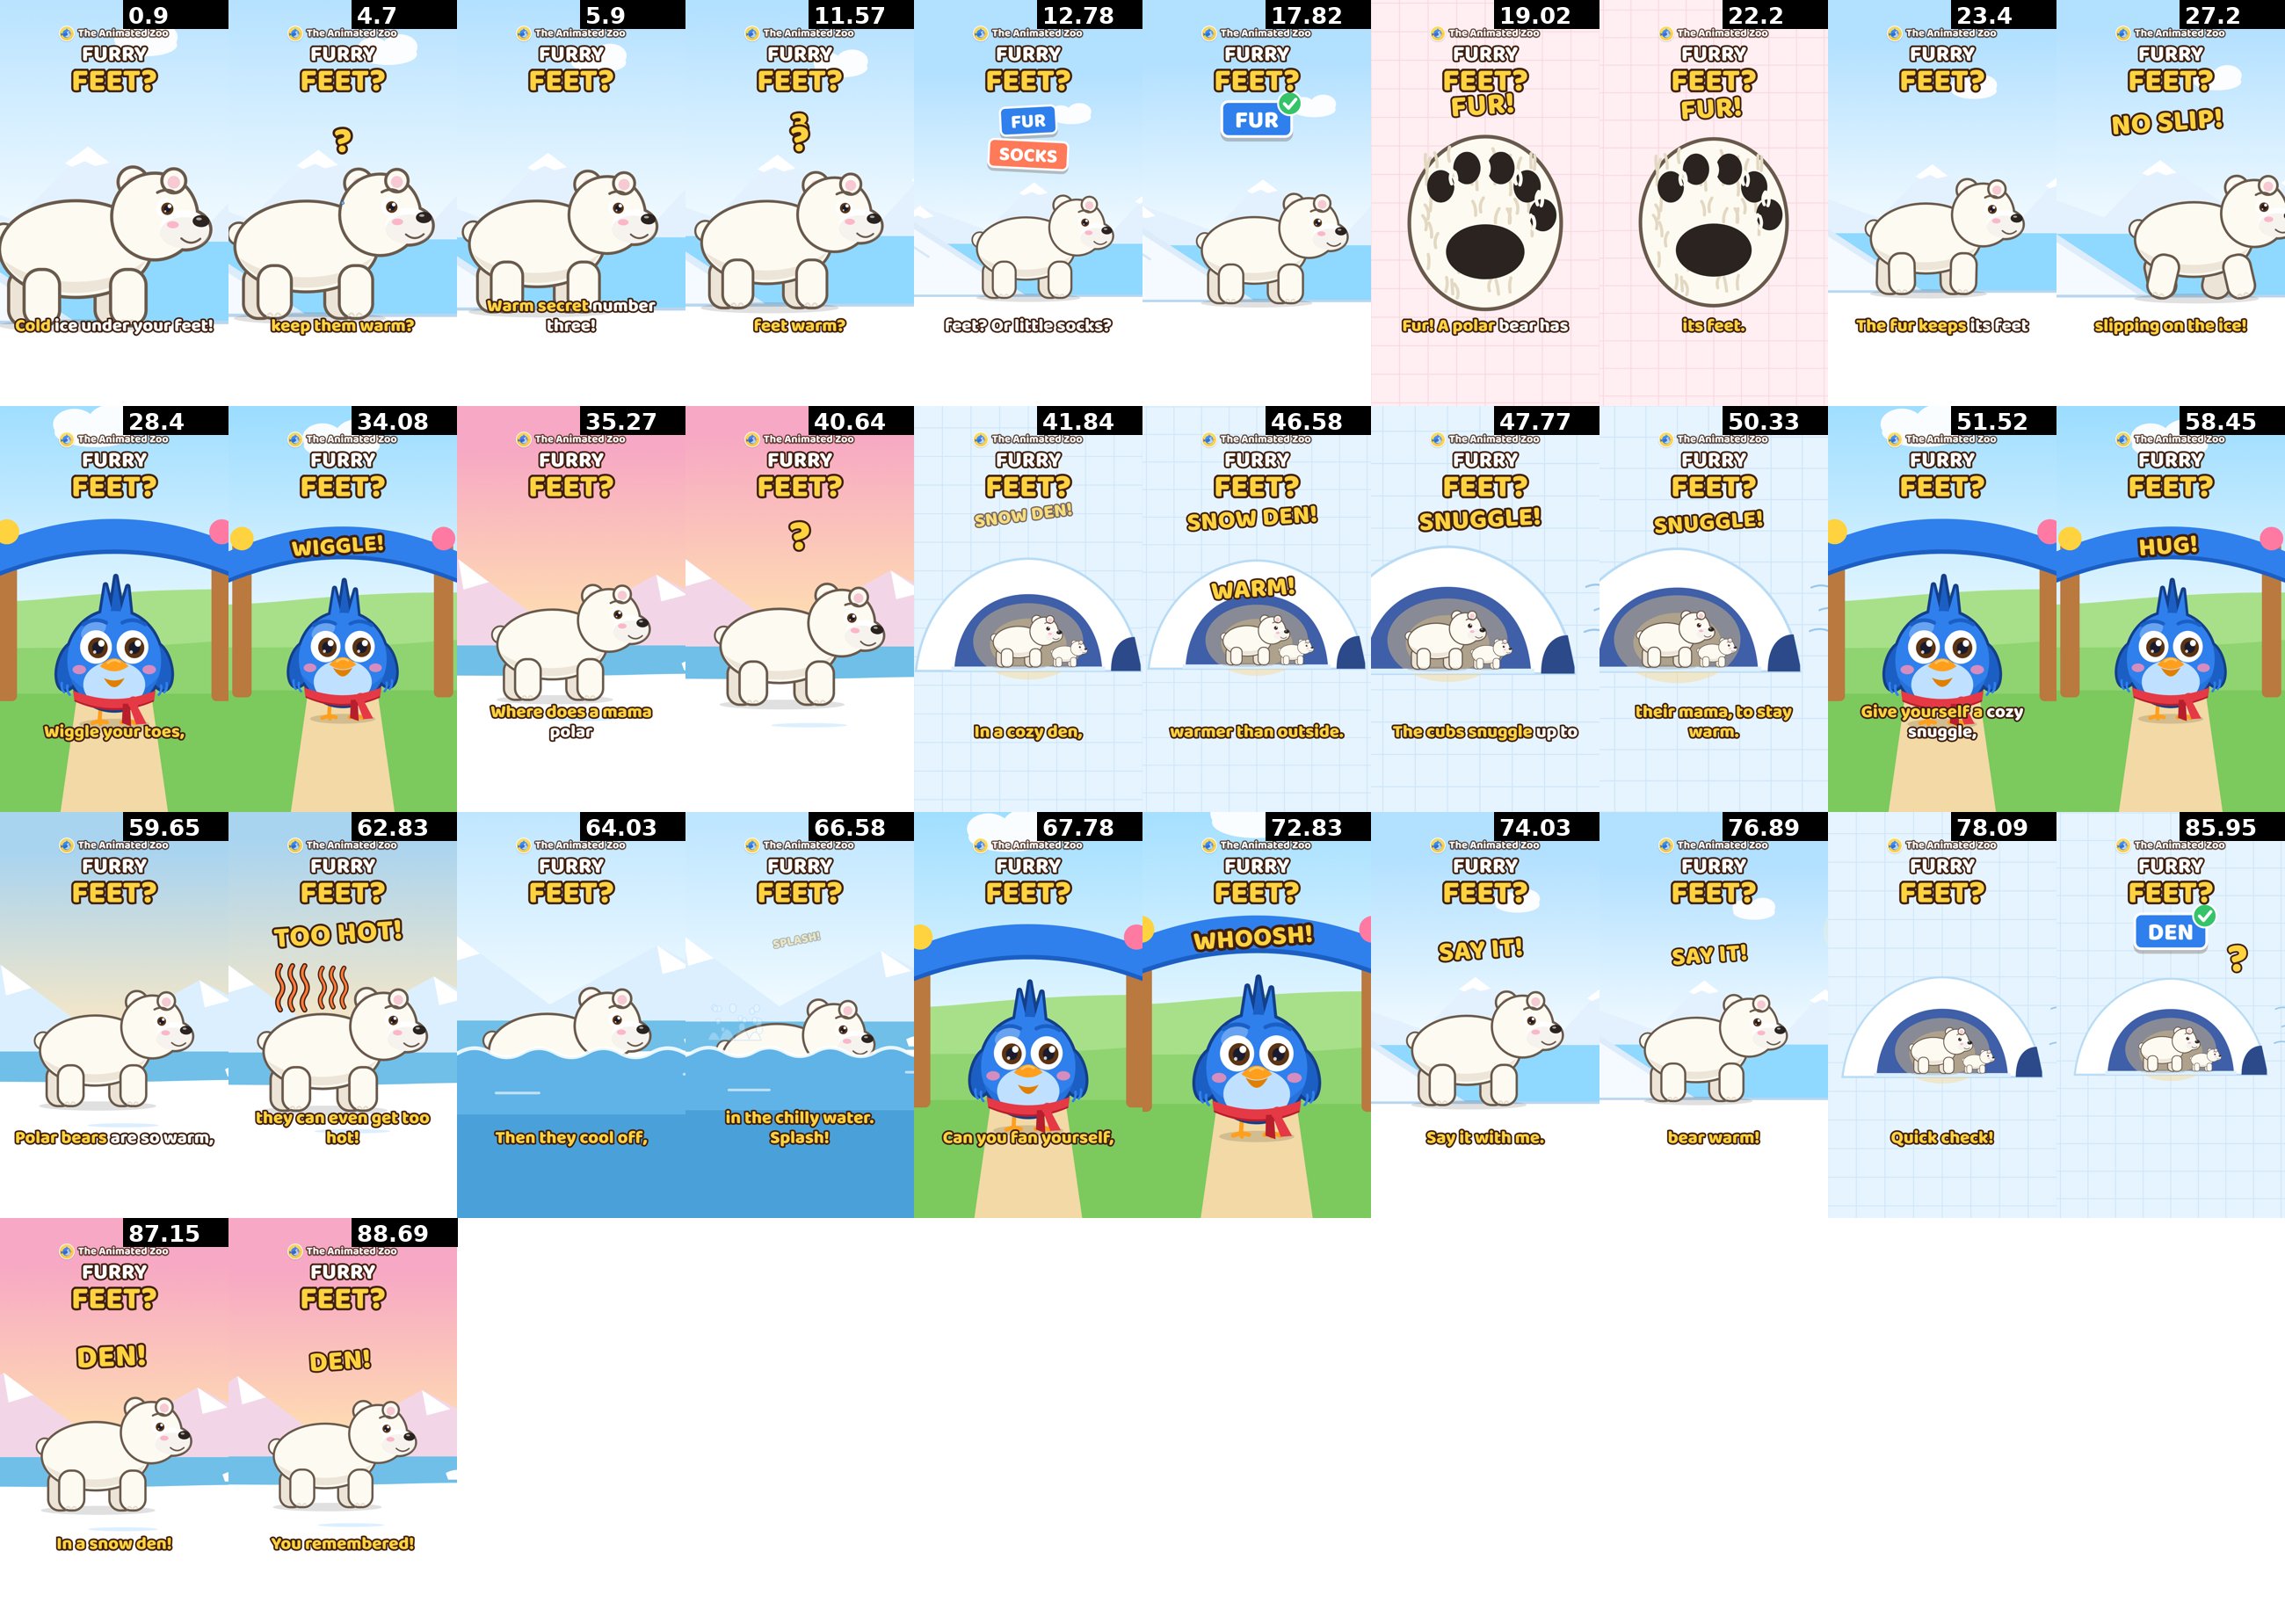 0.9
The Animated Zoo
FURRY
FEET?
Cold ice under your feet!
4.7
The Animated Zoo
FURRY
FEET?
?
keep them warm?
5.9
The Animated Zoo
FURRY
FEET?
Warm secret number
three!
11.57
The Animated Zoo
FURRY
FEET?
?
?
feet warm?
12.78
The Animated Zoo
FURRY
FEET?
FUR
SOCKS
feet? Or little socks?
17.82
The Animated Zoo
FURRY
FEET?
FUR
19.02
The Animated Zoo
FURRY
FEET?
FUR!
Fur! A polar bear has
22.2
The Animated Zoo
FURRY
FEET?
FUR!
its feet.
23.4
The Animated Zoo
FURRY
FEET?
The fur keeps its feet
27.2
The Animated Zoo
FURRY
FEET?
NO SLIP!
slipping on the ice!
28.4
The Animated Zoo
FURRY
FEET?
Wiggle your toes,
34.08
The Animated Zoo
FURRY
FEET?
WIGGLE!
35.27
The Animated Zoo
FURRY
FEET?
Where does a mama
polar
40.64
The Animated Zoo
FURRY
FEET?
?
41.84
The Animated Zoo
FURRY
FEET?
SNOW DEN!
In a cozy den,
46.58
The Animated Zoo
FURRY
FEET?
SNOW DEN!
WARM!
warmer than outside.
47.77
The Animated Zoo
FURRY
FEET?
SNUGGLE!
The cubs snuggle up to
50.33
The Animated Zoo
FURRY
FEET?
SNUGGLE!
their mama, to stay
warm.
51.52
The Animated Zoo
FURRY
FEET?
Give yourself a cozy
snuggle,
58.45
The Animated Zoo
FURRY
FEET?
HUG!
59.65
The Animated Zoo
FURRY
FEET?
Polar bears are so warm,
62.83
The Animated Zoo
FURRY
FEET?
TOO HOT!
they can even get too
hot!
64.03
The Animated Zoo
FURRY
FEET?
Then they cool off,
66.58
The Animated Zoo
FURRY
FEET?
SPLASH!
in the chilly water.
Splash!
67.78
The Animated Zoo
FURRY
FEET?
Can you fan yourself,
72.83
The Animated Zoo
FURRY
FEET?
WHOOSH!
74.03
The Animated Zoo
FURRY
FEET?
SAY IT!
Say it with me.
76.89
The Animated Zoo
FURRY
FEET?
SAY IT!
bear warm!
78.09
The Animated Zoo
FURRY
FEET?
Quick check!
85.95
The Animated Zoo
FURRY
FEET?
DEN
?
87.15
The Animated Zoo
FURRY
FEET?
DEN!
In a snow den!
88.69
The Animated Zoo
FURRY
FEET?
DEN!
You remembered!